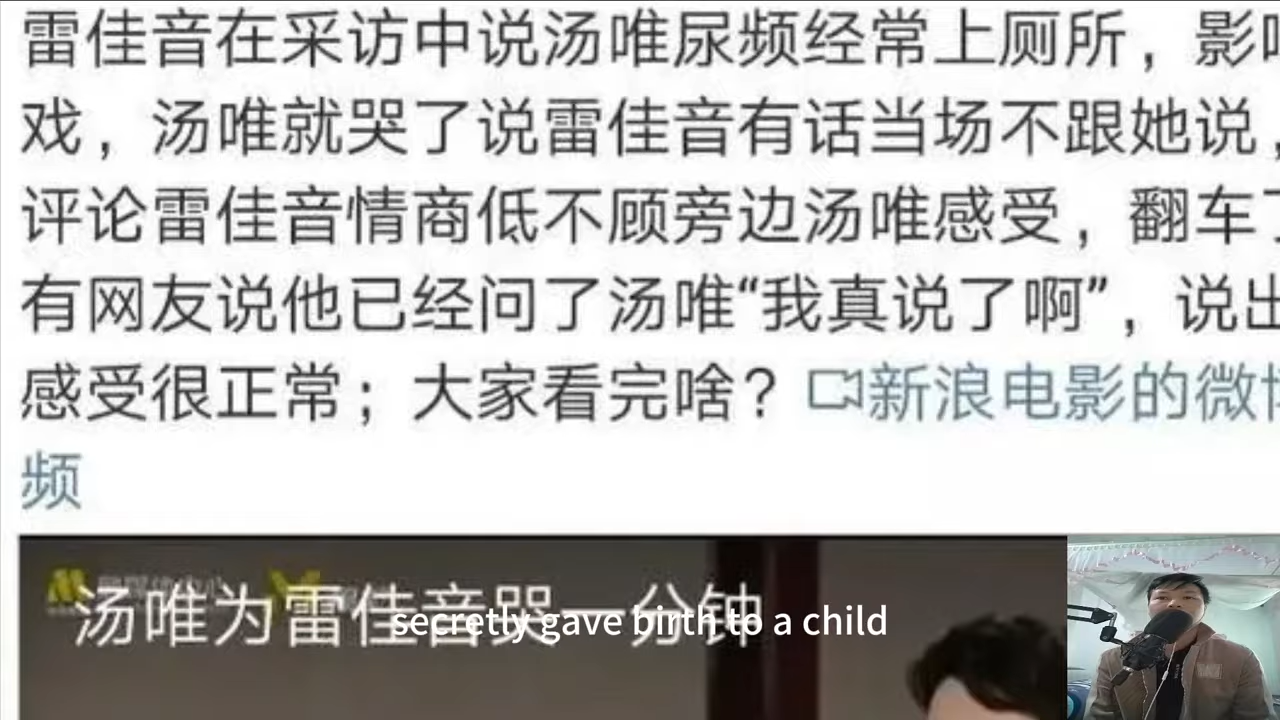 雷佳音在采访中说汤唯尿频经常上厕所，影
戏，汤唯就哭了说雷佳音有话当场不跟她说，
评论雷佳音情商低不顾旁边汤唯感受，翻车
有网友说他已经问了汤唯“我真说了啊”，说出
感受很正常；大家看完啥？新浪电影的微
频
汤唯为雷佳音哭一分钟
secretly gave birth to a child